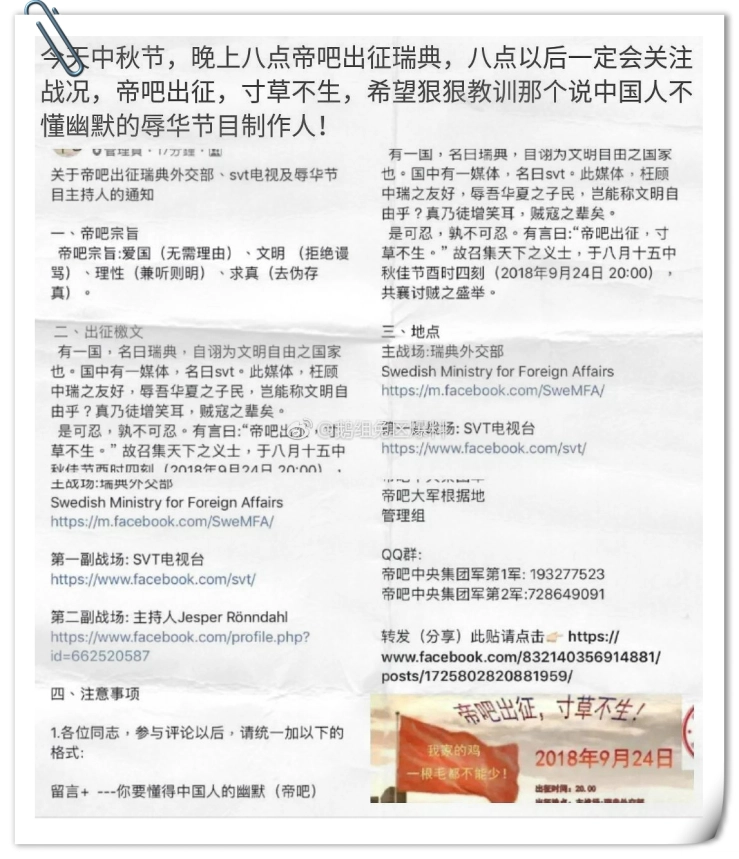 今天中秋节，晚上八点帝吧出征瑞典，八点以后一定会关注
战况，帝吧出征，寸草不生，希望狠狠教训那个说中国人不
懂幽默的辱华节目制作人！
管理員·17分鐘·
关于帝吧出征瑞典外交部、svt电视及辱华节
目主持人的通知
一、帝吧宗旨
帝吧宗旨:爱国（无需理由）、文明 （拒绝谩
骂）、理性（兼听则明）、求真（去伪存
真）。
二、出征檄文
有一国，名曰瑞典，自诩为文明自由之国家
也。国中有一媒体，名曰svt。此媒体，枉顾
中瑞之友好，辱吾华夏之子民，岂能称文明自
由乎？真乃徒增笑耳，贼寇之辈矣。
是可忍，孰不可忍。有言曰:“帝吧出征，寸
草不生。”故召集天下之义士，于八月十五中
秋佳节酉时四刻（2018年9月24日 20:00），
主战场:瑞典外交部
Swedish Ministry for Foreign Affairs
https://m.facebook.com/SweMFA/
第一副战场: SVT电视台
https://www.facebook.com/svt/
第二副战场: 主持人Jesper Rönndahl
https://www.facebook.com/profile.php?
id=662520587
四、注意事项
1.各位同志，参与评论以后，请统一加以下的
格式:
留言+ ---你要懂得中国人的幽默（帝吧）
有一国，名曰瑞典，自诩为文明自由之国家
也。国中有一媒体，名曰svt。此媒体，枉顾
中瑞之友好，辱吾华夏之子民，岂能称文明自
由乎？真乃徒增笑耳，贼寇之辈矣。
是可忍，孰不可忍。有言曰:“帝吧出征，寸
草不生。”故召集天下之义士，于八月十五中
秋佳节酉时四刻（2018年9月24日 20:00），
共襄讨贼之盛举。
三、地点
主战场:瑞典外交部
Swedish Ministry for Foreign Affairs
https://m.facebook.com/SweMFA/
第一副战场: SVT电视台
https://www.facebook.com/svt/
帝吧中央集团军
帝吧大军根据地
管理组
QQ群:
帝吧中央集团军第1军: 193277523
帝吧中央集团军第2军:728649091
转发（分享）此贴请点击👉 https://
www.facebook.com/832140356914881/
posts/1725802820881959/
帝吧出征，寸草不生！
我家的鸡
一根毛都不能少！
2018年9月24日
出征时间：20.00